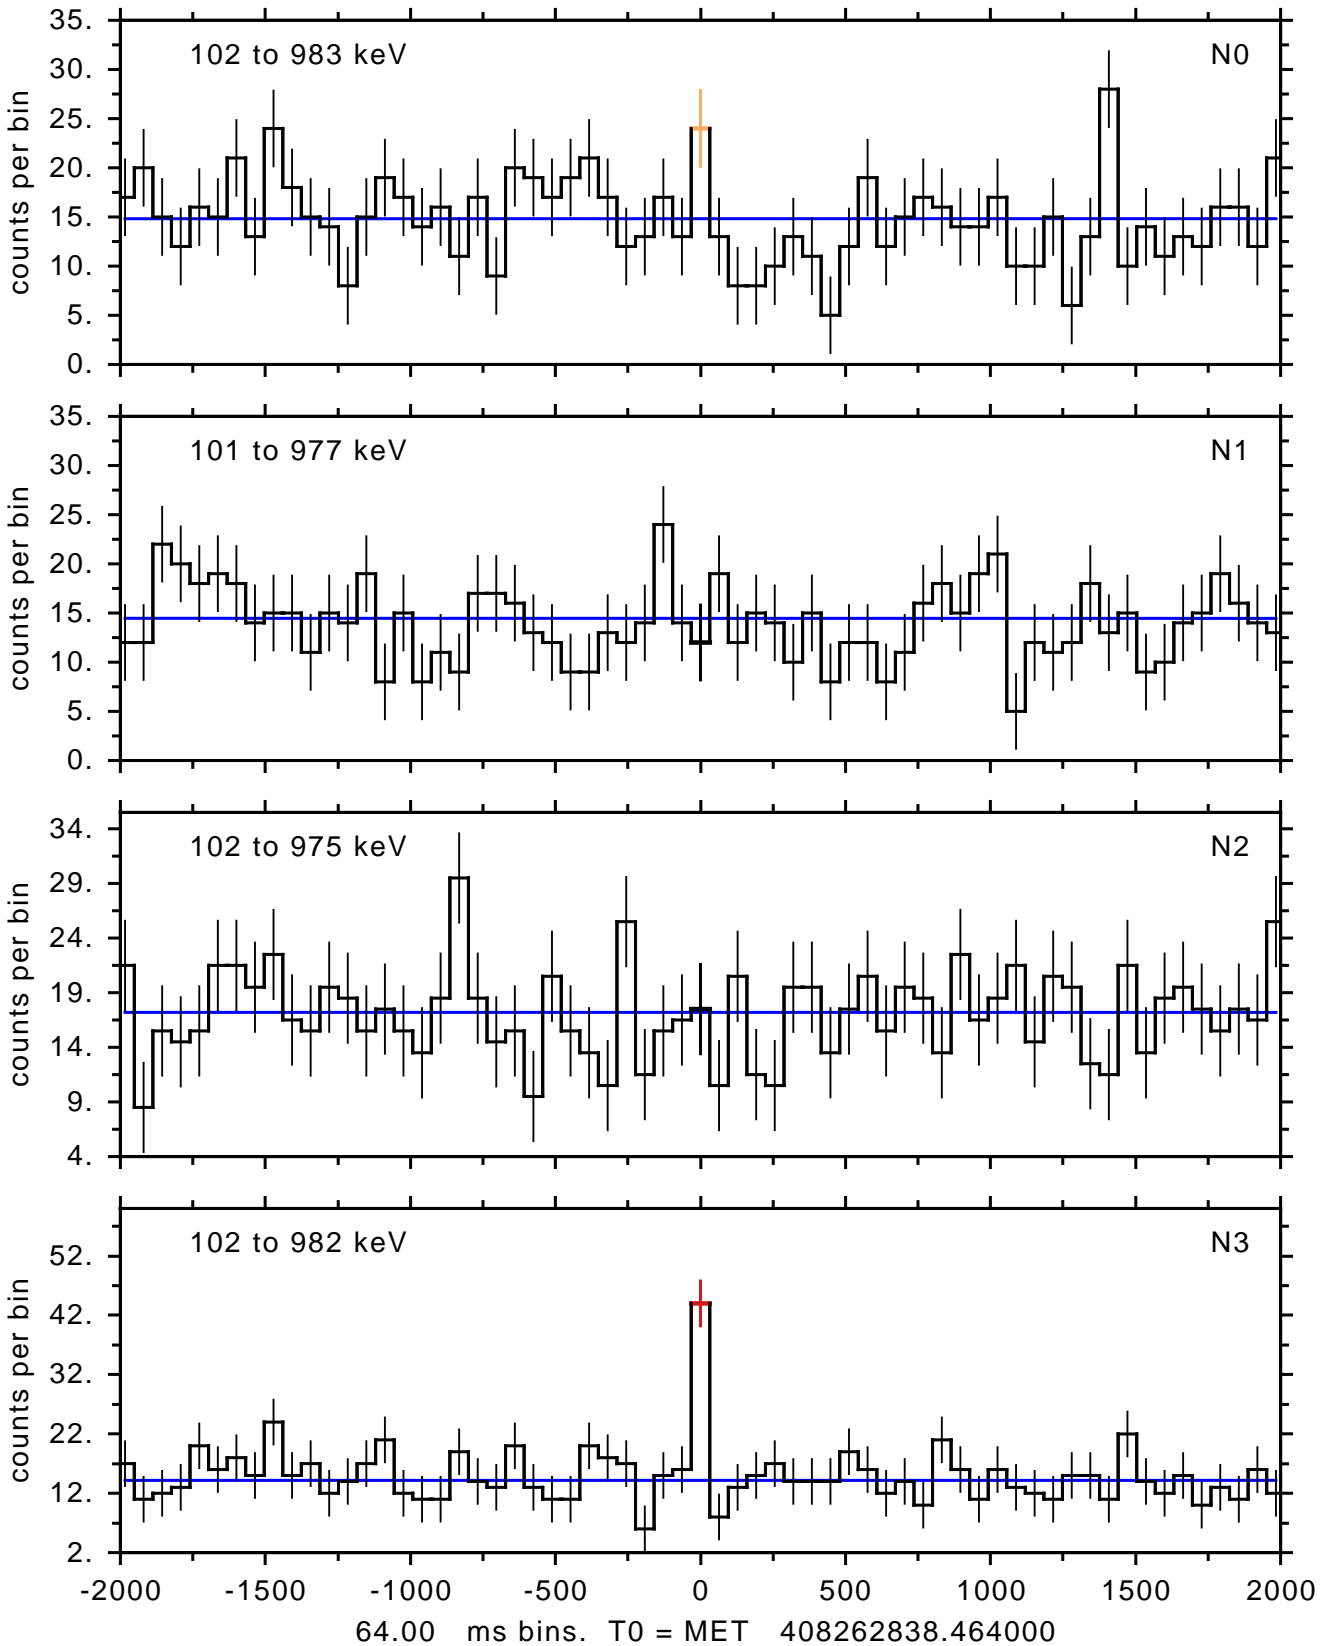 35.
30.
25.
20.
15.
10.
5.
0.
counts per bin
102 to 983 keV N0
35.
30.
25.
20.
15.
10.
5.
0.
counts per bin
101 to 977 keV N1
34.
29.
24.
19.
14.
9.
4.
counts per bin
102 to 975 keV N2
52.
42.
32.
22.
12.
2.
counts per bin
102 to 982 keV N3
-2000 -1500 -1000 -500 0 500 1000 1500 2000
64.00 ms bins. T0 = MET 408262838.464000